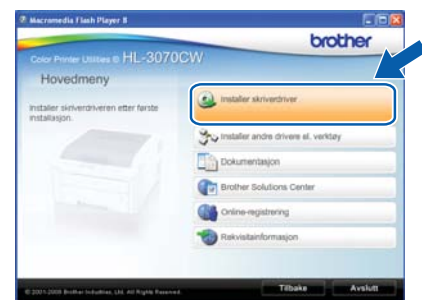 Macromedia Flash Player 8
brother
Color Printer Utilities © HL-3070CW
Hovedmeny
Installer skriverdriveren etter første
installasjon.
Installer skriverdriver
Installer andre drivere el. verktøy
Dokumentasjon
Brother Solutions Center
Online-registrering
Rekvisitainformasjon
© 2001-2009 Brother Industries, Ltd. All Rights Reserved.
Tilbake
Avslutt